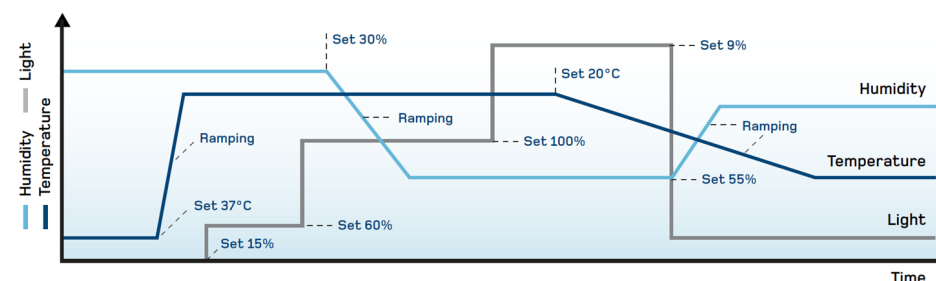 Light
Humidity
Temperature
Set 30%
Set 9%
Set 20°C
Humidity
Ramping
Ramping
Ramping
Set 100%
Temperature
Set 55%
Set 37°C
Light
Set 60%
Set 15%
Time